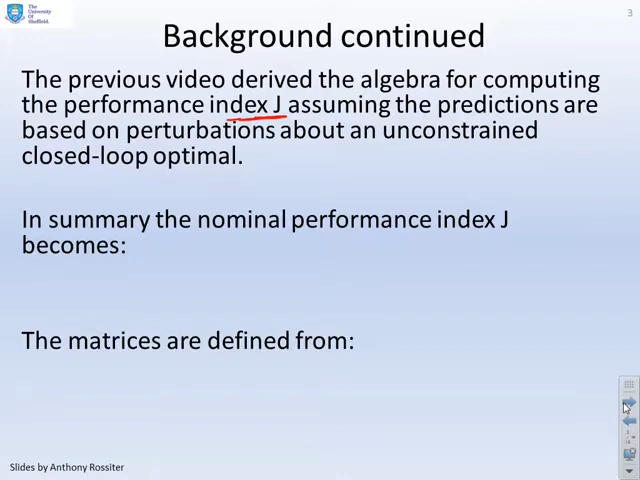 The
University
Of
Sheffield.
3
Background continued
The previous video derived the algebra for computing
the performance index J assuming the predictions are
based on perturbations about an unconstrained
closed-loop optimal.
In summary the nominal performance index J
becomes:
The matrices are defined from:
Slides by Anthony Rossiter